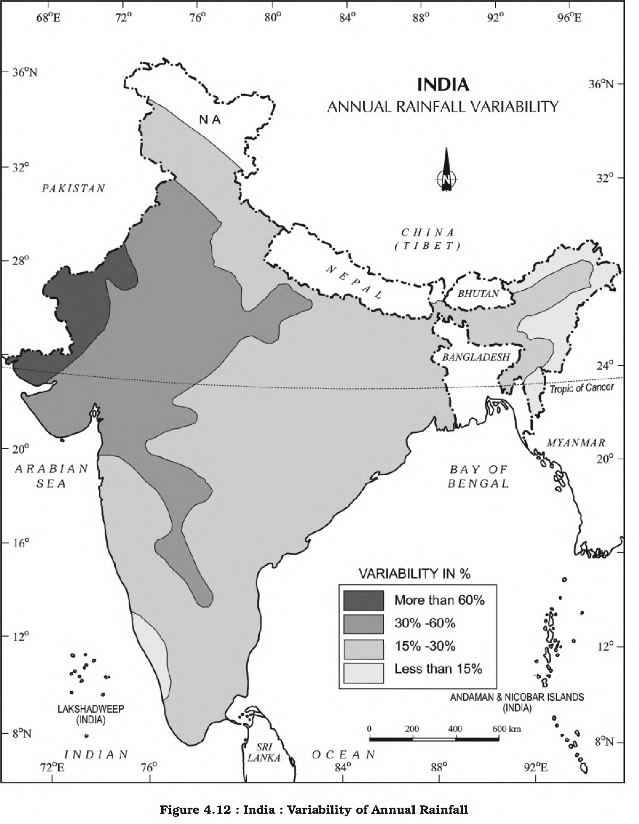 68°E 72° 76° 80° 84° 88° 92° 96°E
36°N
36°N
INDIA
ANNUAL RAINFALL VARIABILITY
NA
32°
32°
N
PAKISTAN
CHINA
(TIBET)
28°
28°
NEPAL
BHUTAN
BANGLADESH
24°
Tropic of Cancer
20°
20°
ARABIAN
SEA
MYANMAR
BAY OF
BENGAL
16°
VARIABILITY IN %
More than 60%
30% -60%
15% -30%
Less than 15%
12°
12°
LAKSHADWEEP
(INDIA)
ANDAMAN & NICOBAR ISLANDS
(INDIA)
0 200 400 600 km
8°N
8°N
INDIAN OCEAN
SRI
LANKA
72°E 76° 80° 84° 88° 92°E
Figure 4.12 : India : Variability of Annual Rainfall